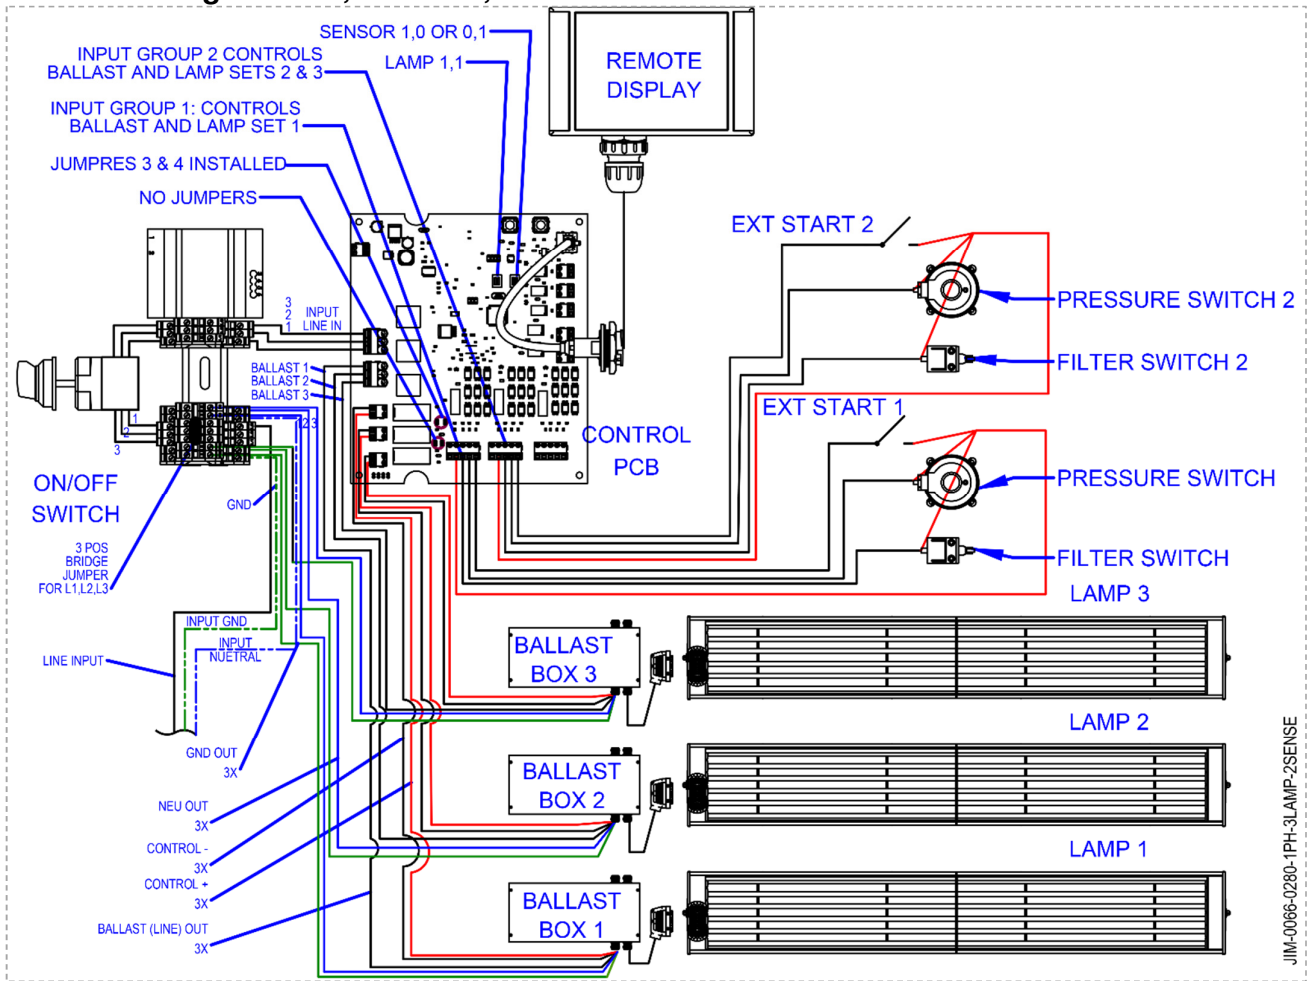 SENSOR 1,0 OR 0,1
INPUT GROUP 2 CONTROLS
BALLAST AND LAMP SETS 2 & 3
LAMP 1,1
REMOTE
DISPLAY
INPUT GROUP 1: CONTROLS
BALLAST AND LAMP SET 1
JUMPRES 3 & 4 INSTALLED
NO JUMPERS
EXT START 2
PRESSURE SWITCH 2
FILTER SWITCH 2
3
2
1
INPUT
LINE IN
BALLAST 1
BALLAST 2
BALLAST 3
1
2
3
1 2 3
EXT START 1
CONTROL
PCB
PRESSURE SWITCH
FILTER SWITCH
ON/OFF
SWITCH
GND
3 POS
BRIDGE
JUMPER
FOR L1,L2,L3
INPUT GND
INPUT
NUETRAL
LINE INPUT
LAMP 3
BALLAST
BOX 3
GND OUT
3X
LAMP 2
BALLAST
BOX 2
NEU OUT
3X
CONTROL -
3X
CONTROL +
3X
LAMP 1
BALLAST
BOX 1
BALLAST (LINE) OUT
3X
JIM-0066-0280-1PH-3LAMP-2SENSE